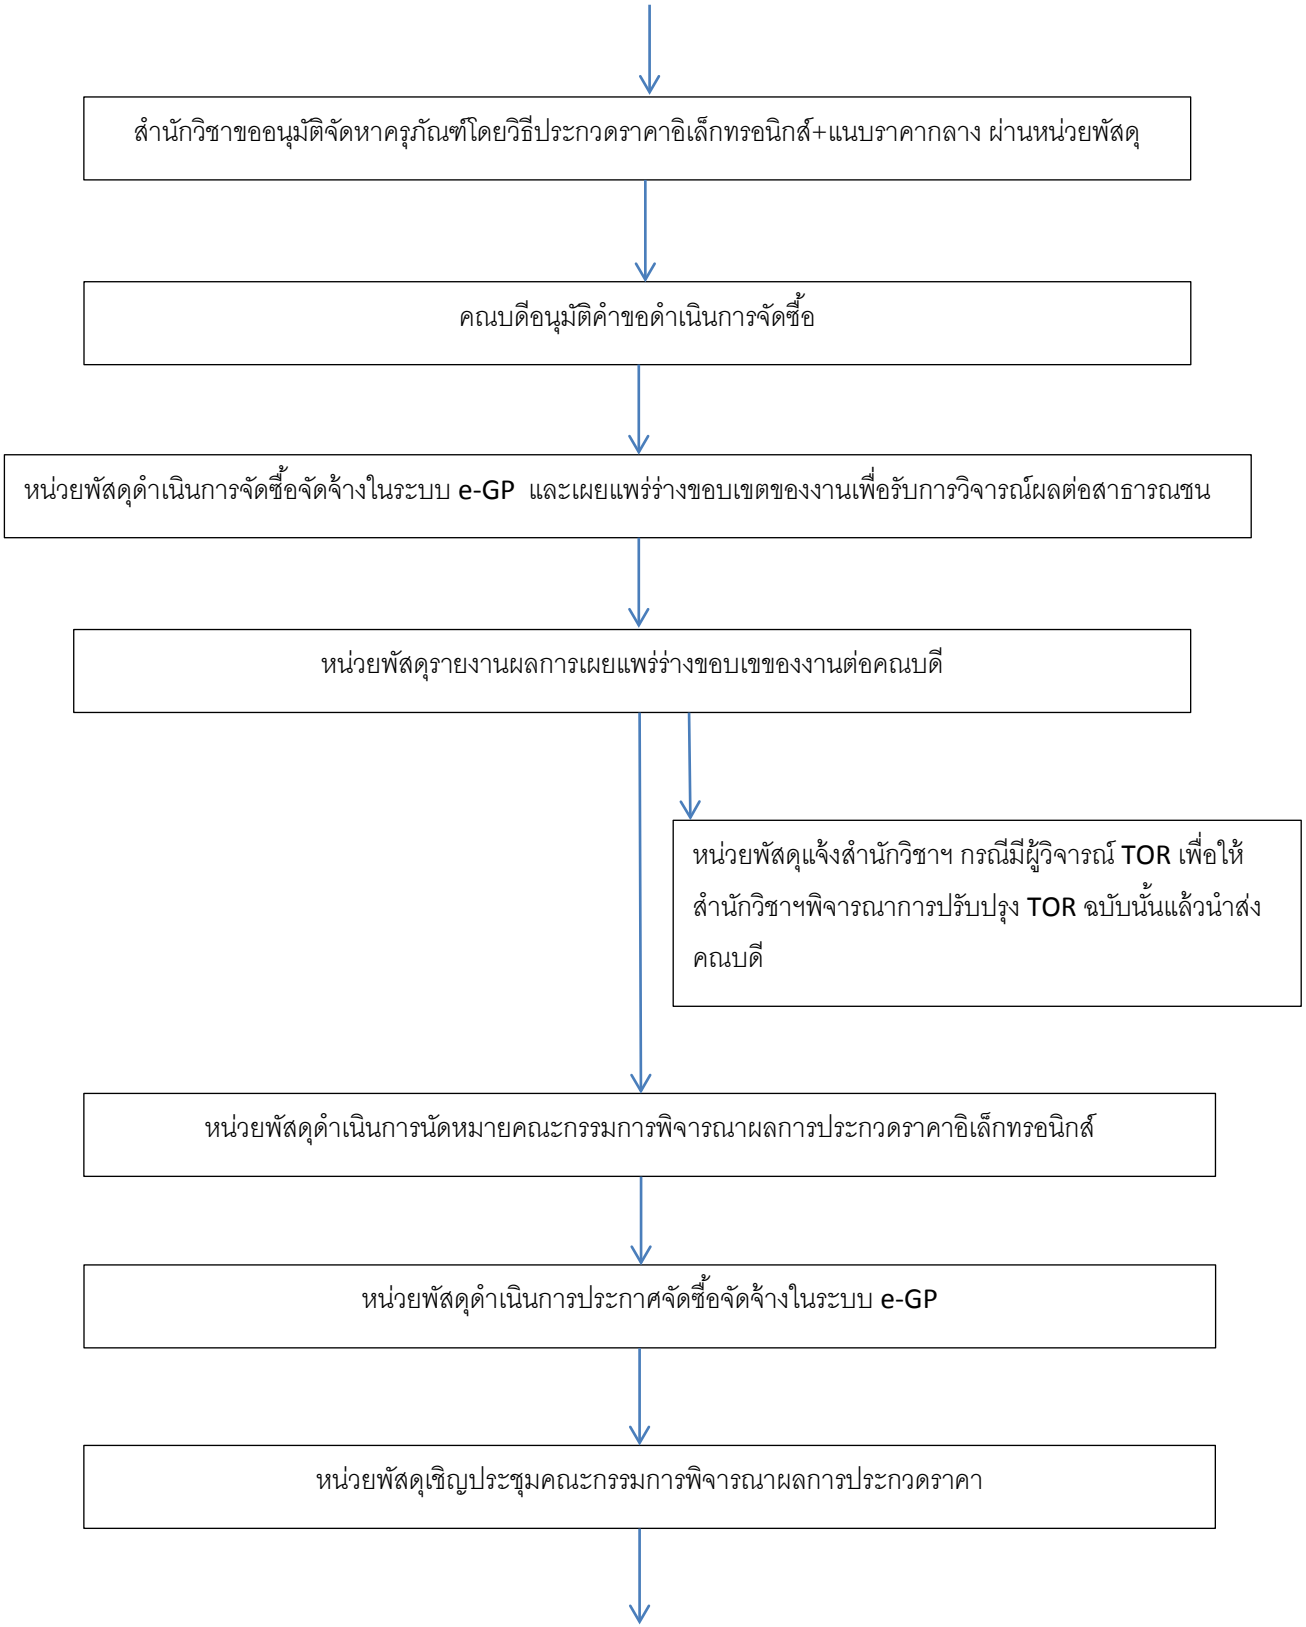 สำนักวิชาขออนุมัติจัดหาครุภัณฑ์โดยวิธีประกวดราคาอิเล็กทรอนิกส์+แนบราคากลาง ผ่านหน่วยพัสดุ
คณบดีอนุมัติคำขอดำเนินการจัดซื้อ
หน่วยพัสดุดำเนินการจัดซื้อจัดจ้างในระบบ e-GP และเผยแพร่ร่างขอบเขตของงานเพื่อรับการวิจารณ์ผลต่อสาธารณชน
หน่วยพัสดุรายงานผลการเผยแพร่ร่างขอบเขของงานต่อคณบดี
หน่วยพัสดุแจ้งสำนักวิชาฯ กรณีมีผู้วิจารณ์ TOR เพื่อให้
สำนักวิชาฯพิจารณาการปรับปรุง TOR ฉบับนั้นแล้วนำส่ง
คณบดี
หน่วยพัสดุดำเนินการนัดหมายคณะกรรมการพิจารณาผลการประกวดราคาอิเล็กทรอนิกส์
หน่วยพัสดุดำเนินการประกาศจัดซื้อจัดจ้างในระบบ e-GP
หน่วยพัสดุเชิญประชุมคณะกรรมการพิจารณาผลการประกวดราคา